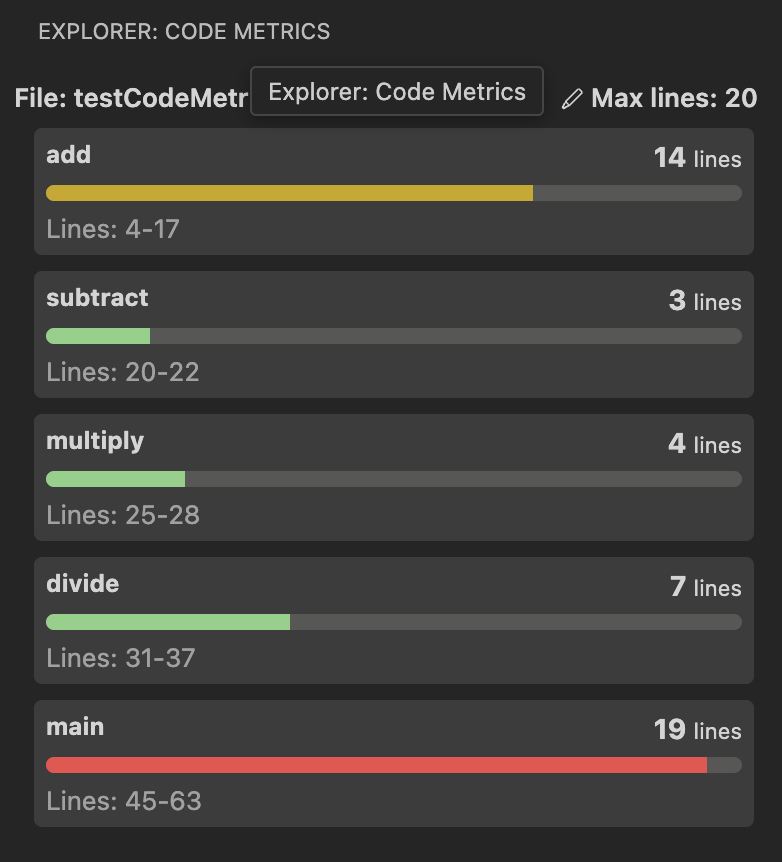 EXPLORER: CODE METRICS
File: testCodeMetr
Explorer: Code Metrics
Max lines: 20
add
14 lines
Lines: 4-17
subtract
3 lines
Lines: 20-22
multiply
4 lines
Lines: 25-28
divide
7 lines
Lines: 31-37
main
19 lines
Lines: 45-63